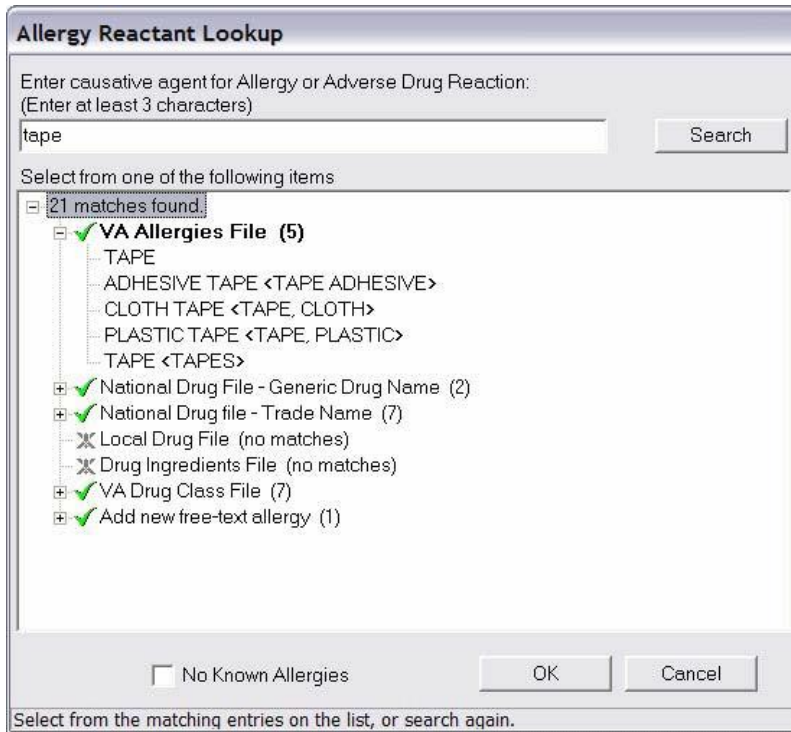 Allergy Reactant Lookup
Enter causative agent for Allergy or Adverse Drug Reaction:
(Enter at least 3 characters)
tape
Search
Select from one of the following items
21 matches found.
VA Allergies File (5)
TAPE
ADHESIVE TAPE <TAPE ADHESIVE>
CLOTH TAPE <TAPE, CLOTH>
PLASTIC TAPE <TAPE, PLASTIC>
TAPE <TAPES>
National Drug File - Generic Drug Name (2)
National Drug file - Trade Name (7)
Local Drug File (no matches)
Drug Ingredients File (no matches)
VA Drug Class File (7)
Add new free-text allergy (1)
No Known Allergies
OK
Cancel
Select from the matching entries on the list, or search again.